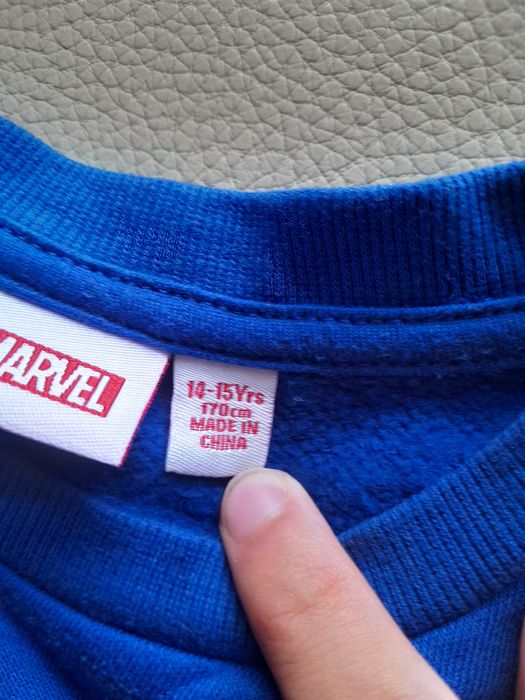 MARVEL
14-15Yrs
170cm
MADE IN
CHINA